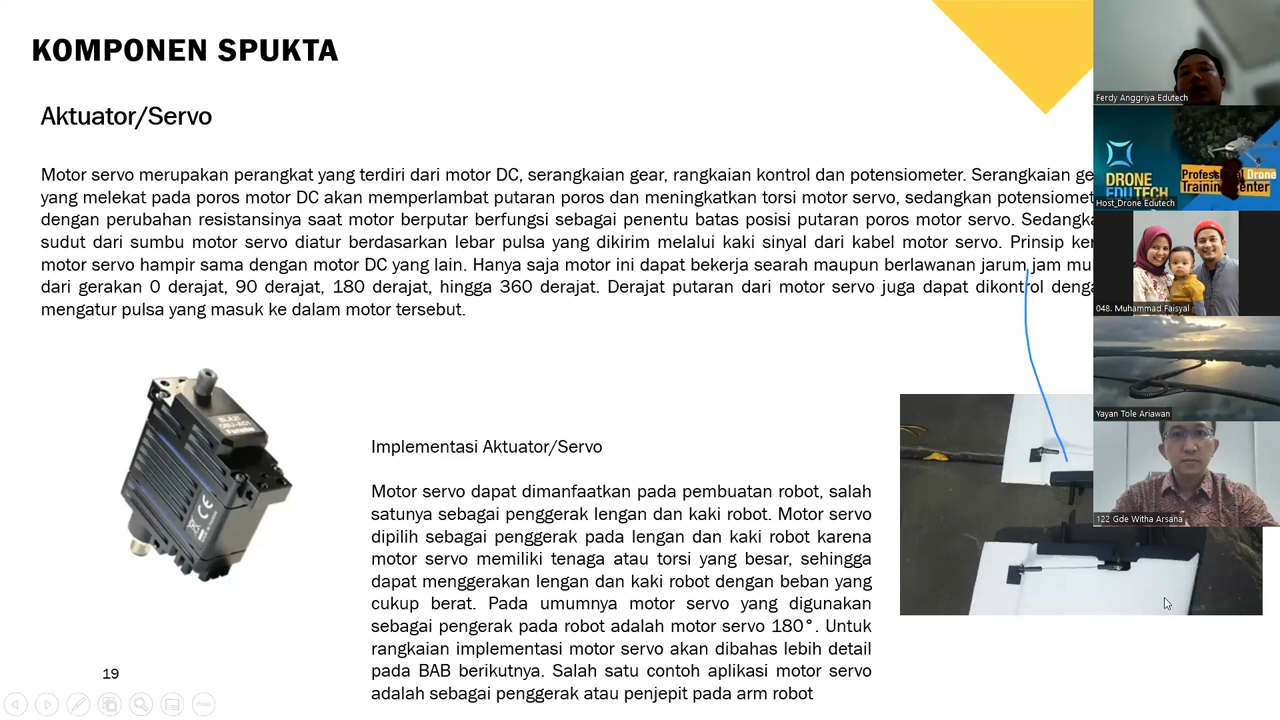 KOMPONEN SPUKTA
Aktuator/Servo
Motor servo merupakan perangkat yang terdiri dari motor DC, serangkaian gear, rangkaian kontrol dan potensiometer. Serangkaian ge
yang melekat pada poros motor DC akan memperlambat putaran poros dan meningkatkan torsi motor servo, sedangkan potensiomet
dengan perubahan resistansinya saat motor berputar berfungsi sebagai penentu batas posisi putaran poros motor servo. Sedangka
sudut dari sumbu motor servo diatur berdasarkan lebar pulsa yang dikirim melalui kaki sinyal dari kabel motor servo. Prinsip ker
motor servo hampir sama dengan motor DC yang lain. Hanya saja motor ini dapat bekerja searah maupun berlawanan jarum jam mu
dari gerakan 0 derajat, 90 derajat, 180 derajat, hingga 360 derajat. Derajat putaran dari motor servo juga dapat dikontrol denga
mengatur pulsa yang masuk ke dalam motor tersebut.
Implementasi Aktuator/Servo
Motor servo dapat dimanfaatkan pada pembuatan robot, salah
satunya sebagai penggerak lengan dan kaki robot. Motor servo
dipilih sebagai penggerak pada lengan dan kaki robot karena
motor servo memiliki tenaga atau torsi yang besar, sehingga
dapat menggerakan lengan dan kaki robot dengan beban yang
cukup berat. Pada umumnya motor servo yang digunakan
sebagai pengerak pada robot adalah motor servo 180°. Untuk
rangkaian implementasi motor servo akan dibahas lebih detail
pada BAB berikutnya. Salah satu contoh aplikasi motor servo
adalah sebagai penggerak atau penjepit pada arm robot
19
Ferdy Anggriya Edutech
DRONE
EDUTECH
Professional Drone
Training Center
Host_Drone Edutech
048. Muhammad Faisyal
Yayan Tole Ariawan
122 Gde Witha Arsana